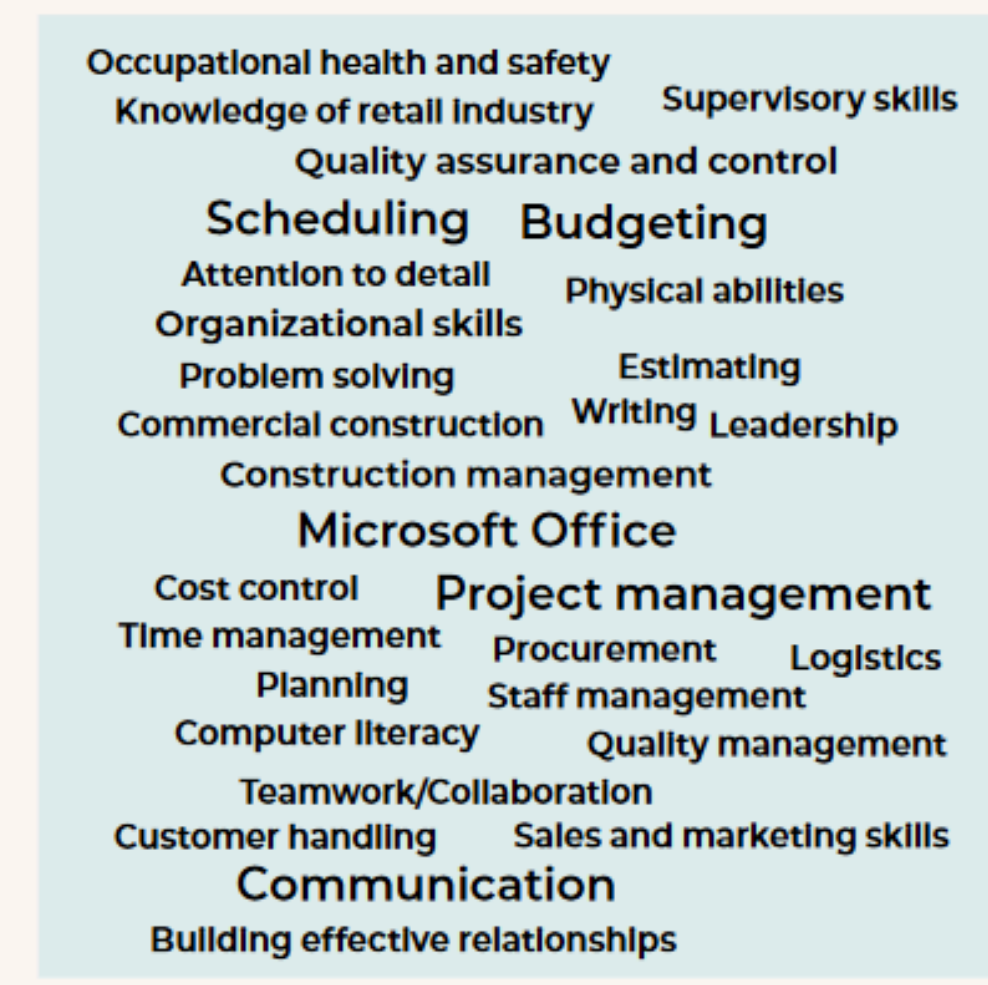 Occupational health and safety
Knowledge of retail industry
Supervisory skills
Quality assurance and control
Scheduling
Budgeting
Attention to detail
Physical abilities
Organizational skills
Problem solving
Estimating
Commercial construction
Writing
Leadership
Construction management
Microsoft Office
Cost control
Project management
Time management
Procurement
Logistics
Planning
Staff management
Computer literacy
Quality management
Teamwork/Collaboration
Customer handling
Sales and marketing skills
Communication
Building effective relationships